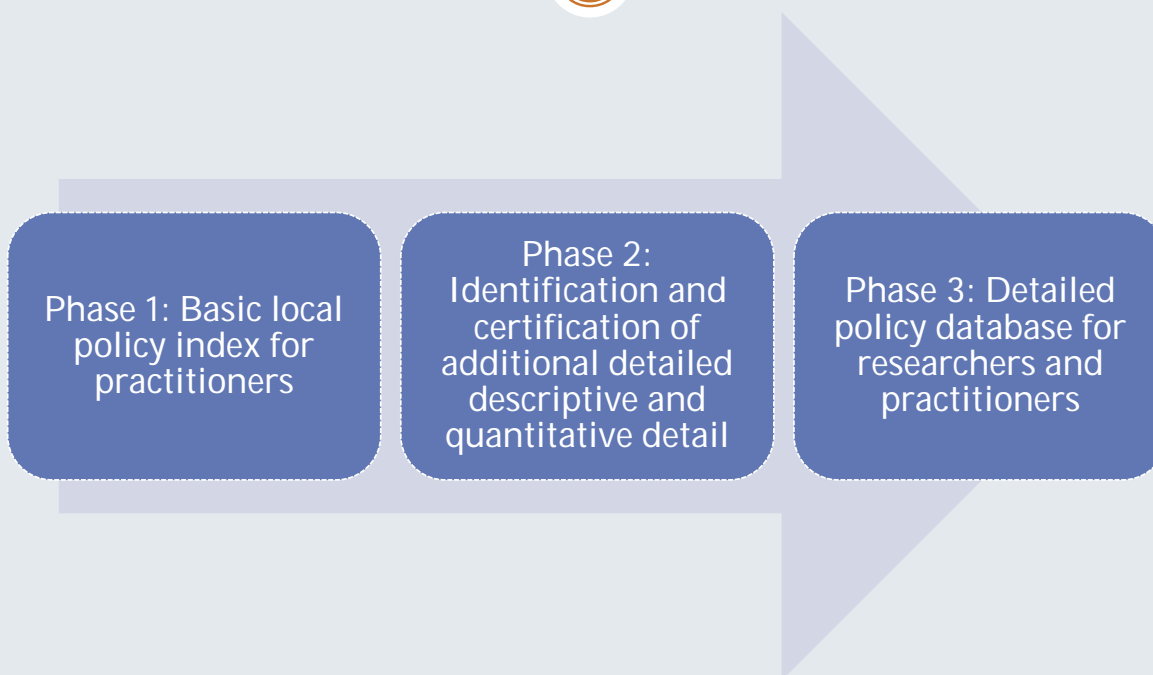 Phase 1: Basic local
policy index for
practitioners
Phase 2:
Identification and
certification of
additional detailed
descriptive and
quantitative detail
Phase 3: Detailed
policy database for
researchers and
practitioners